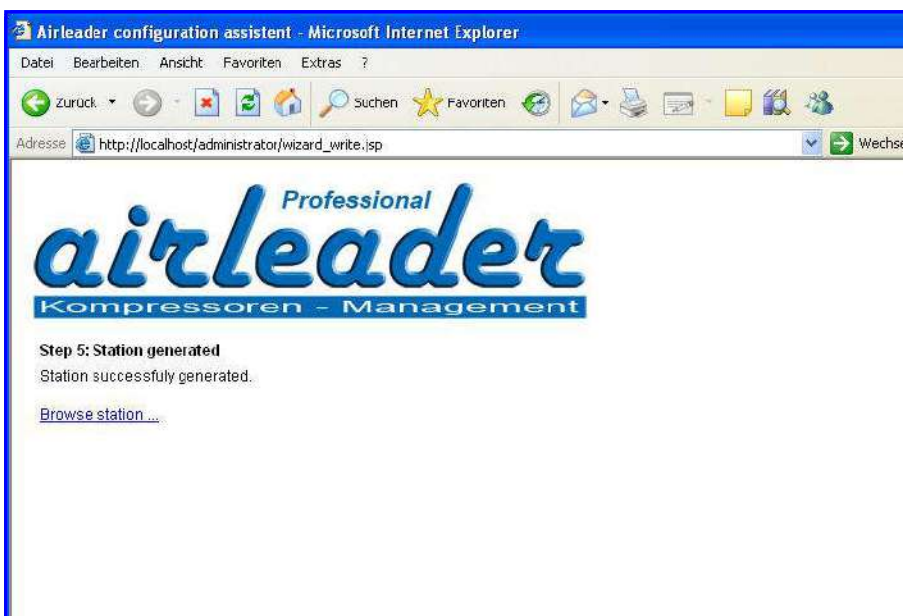 Airleader configuration assistent - Microsoft Internet Explorer
Datei Bearbeiten Ansicht Favoriten Extras ?
Zurück Suchen Favoriten
Adresse http://localhost/administrator/wizard_write.jsp Wechse
Professional
airleader
Kompressoren - Management
Step 5: Station generated
Station successfuly generated.
Browse station ...